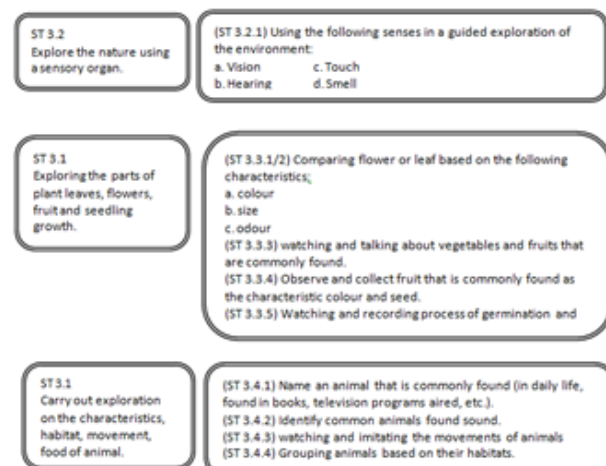 ST 3.2
Explore the nature using
a sensory organ.
(ST 3.2.1) Using the following senses in a guided exploration of
the environment:
a. Vision c. Touch
b. Hearing d. Smell
ST 3.1
Exploring the parts of
plant leaves, flowers,
fruit and seedling
growth.
(ST 3.3.1/2) Comparing flower or leaf based on the following
characteristics;
a. colour
b. size
c. odour
(ST 3.3.3) watching and talking about vegetables and fruits that
are commonly found.
(ST 3.3.4) Observe and collect fruit that is commonly found as
the characteristic colour and seed.
(ST 3.3.5) Watching and recording process of germination and
ST 3.1
Carry out exploration
on the characteristics,
habitat, movement,
food of animal.
(ST 3.4.1) Name an animal that is commonly found (in daily life,
found in books, television programs aired, etc.).
(ST 3.4.2) Identify common animals found sound.
(ST 3.4.3) watching and imitating the movements of animals
(ST 3.4.4) Grouping animals based on their habitats.